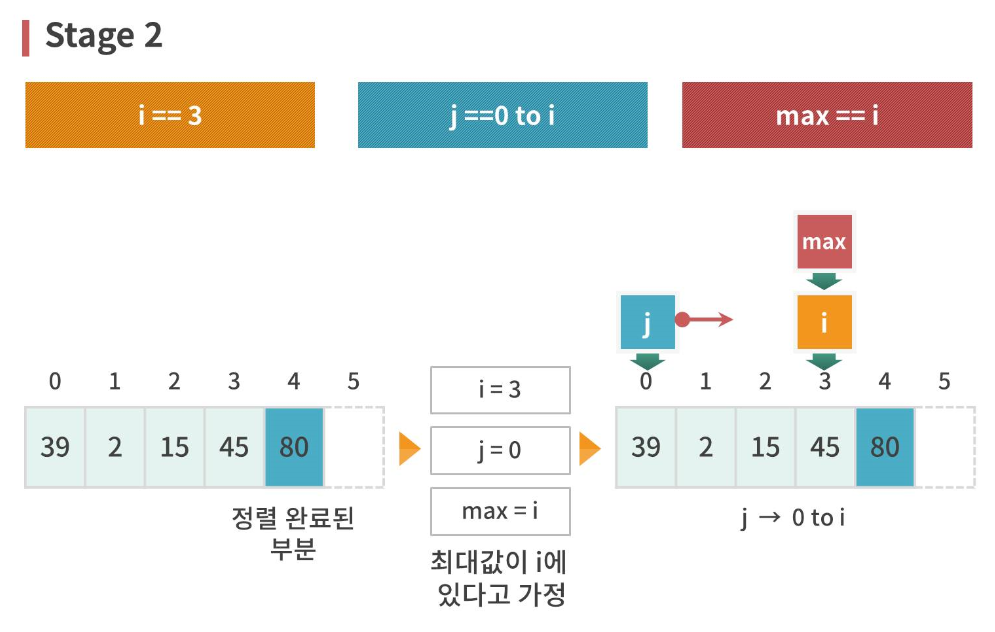 Stage 2
i == 3
j ==0 to i
max == i
max
j
i
0 1 2 3 4 5
39 2 15 45 80
정렬 완료된
부분
i = 3
j = 0
max = i
최대값이 i에
있다고 가정
0 1 2 3 4 5
39 2 15 45 80
j → 0 to i